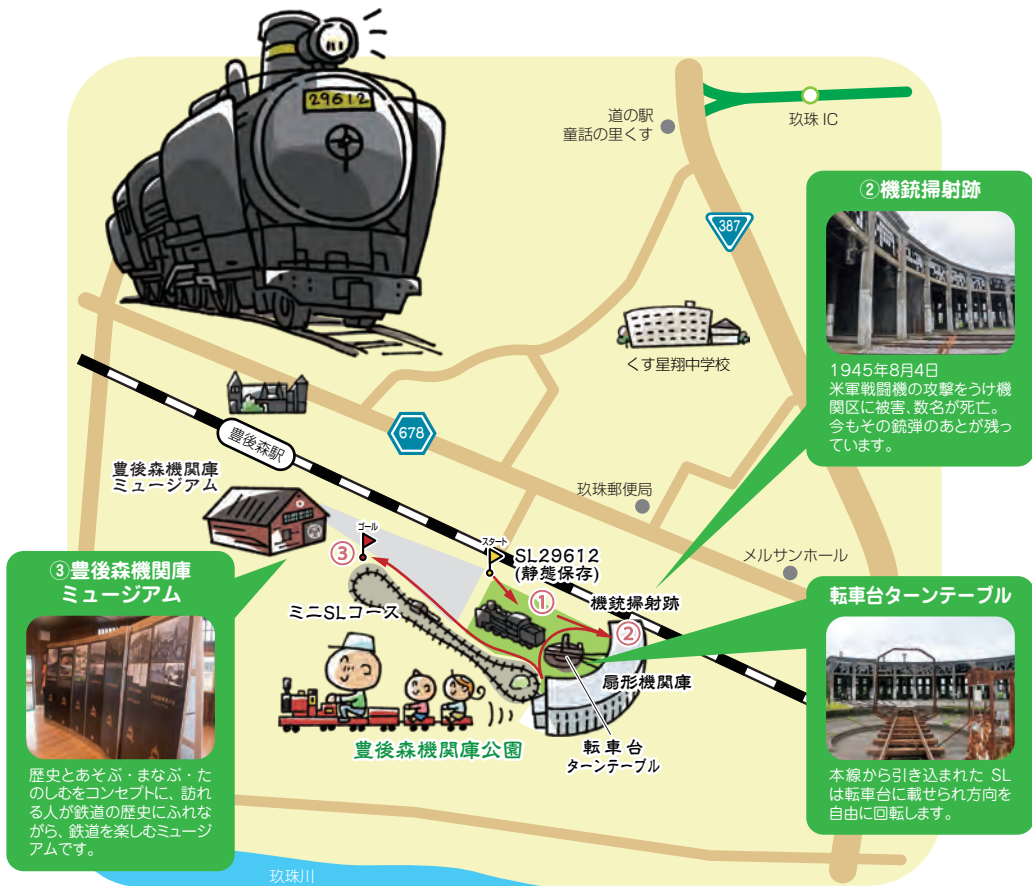 29612
道の駅
童話の里くす
玖珠 IC
387
②機銃掃射跡
1945年8月4日
米軍戦闘機の攻撃をうけ機
関区に被害、数名が死亡。
今もその銃弾のあとが残っ
ています。
くす星翔中学校
678
豊後森駅
豊後森機関庫
ミュージアム
玖珠郵便局
メルサンホール
ゴール
③
スタート
SL29612
(静態保存)
①
機銃掃射跡
②
ミニSLコース
扇形機関庫
転車台
ターンテーブル
豊後森機関庫公園
③豊後森機関庫
ミュージアム
歴史とあそぶ・まなぶ・た
のしむをコンセプトに、訪れ
る人が鉄道の歴史にふれな
がら、鉄道を楽しむミュージ
アムです。
転車台ターンテーブル
本線から引き込まれた SL
は転車台に載せられ方向を
自由に回転します。
玖珠川